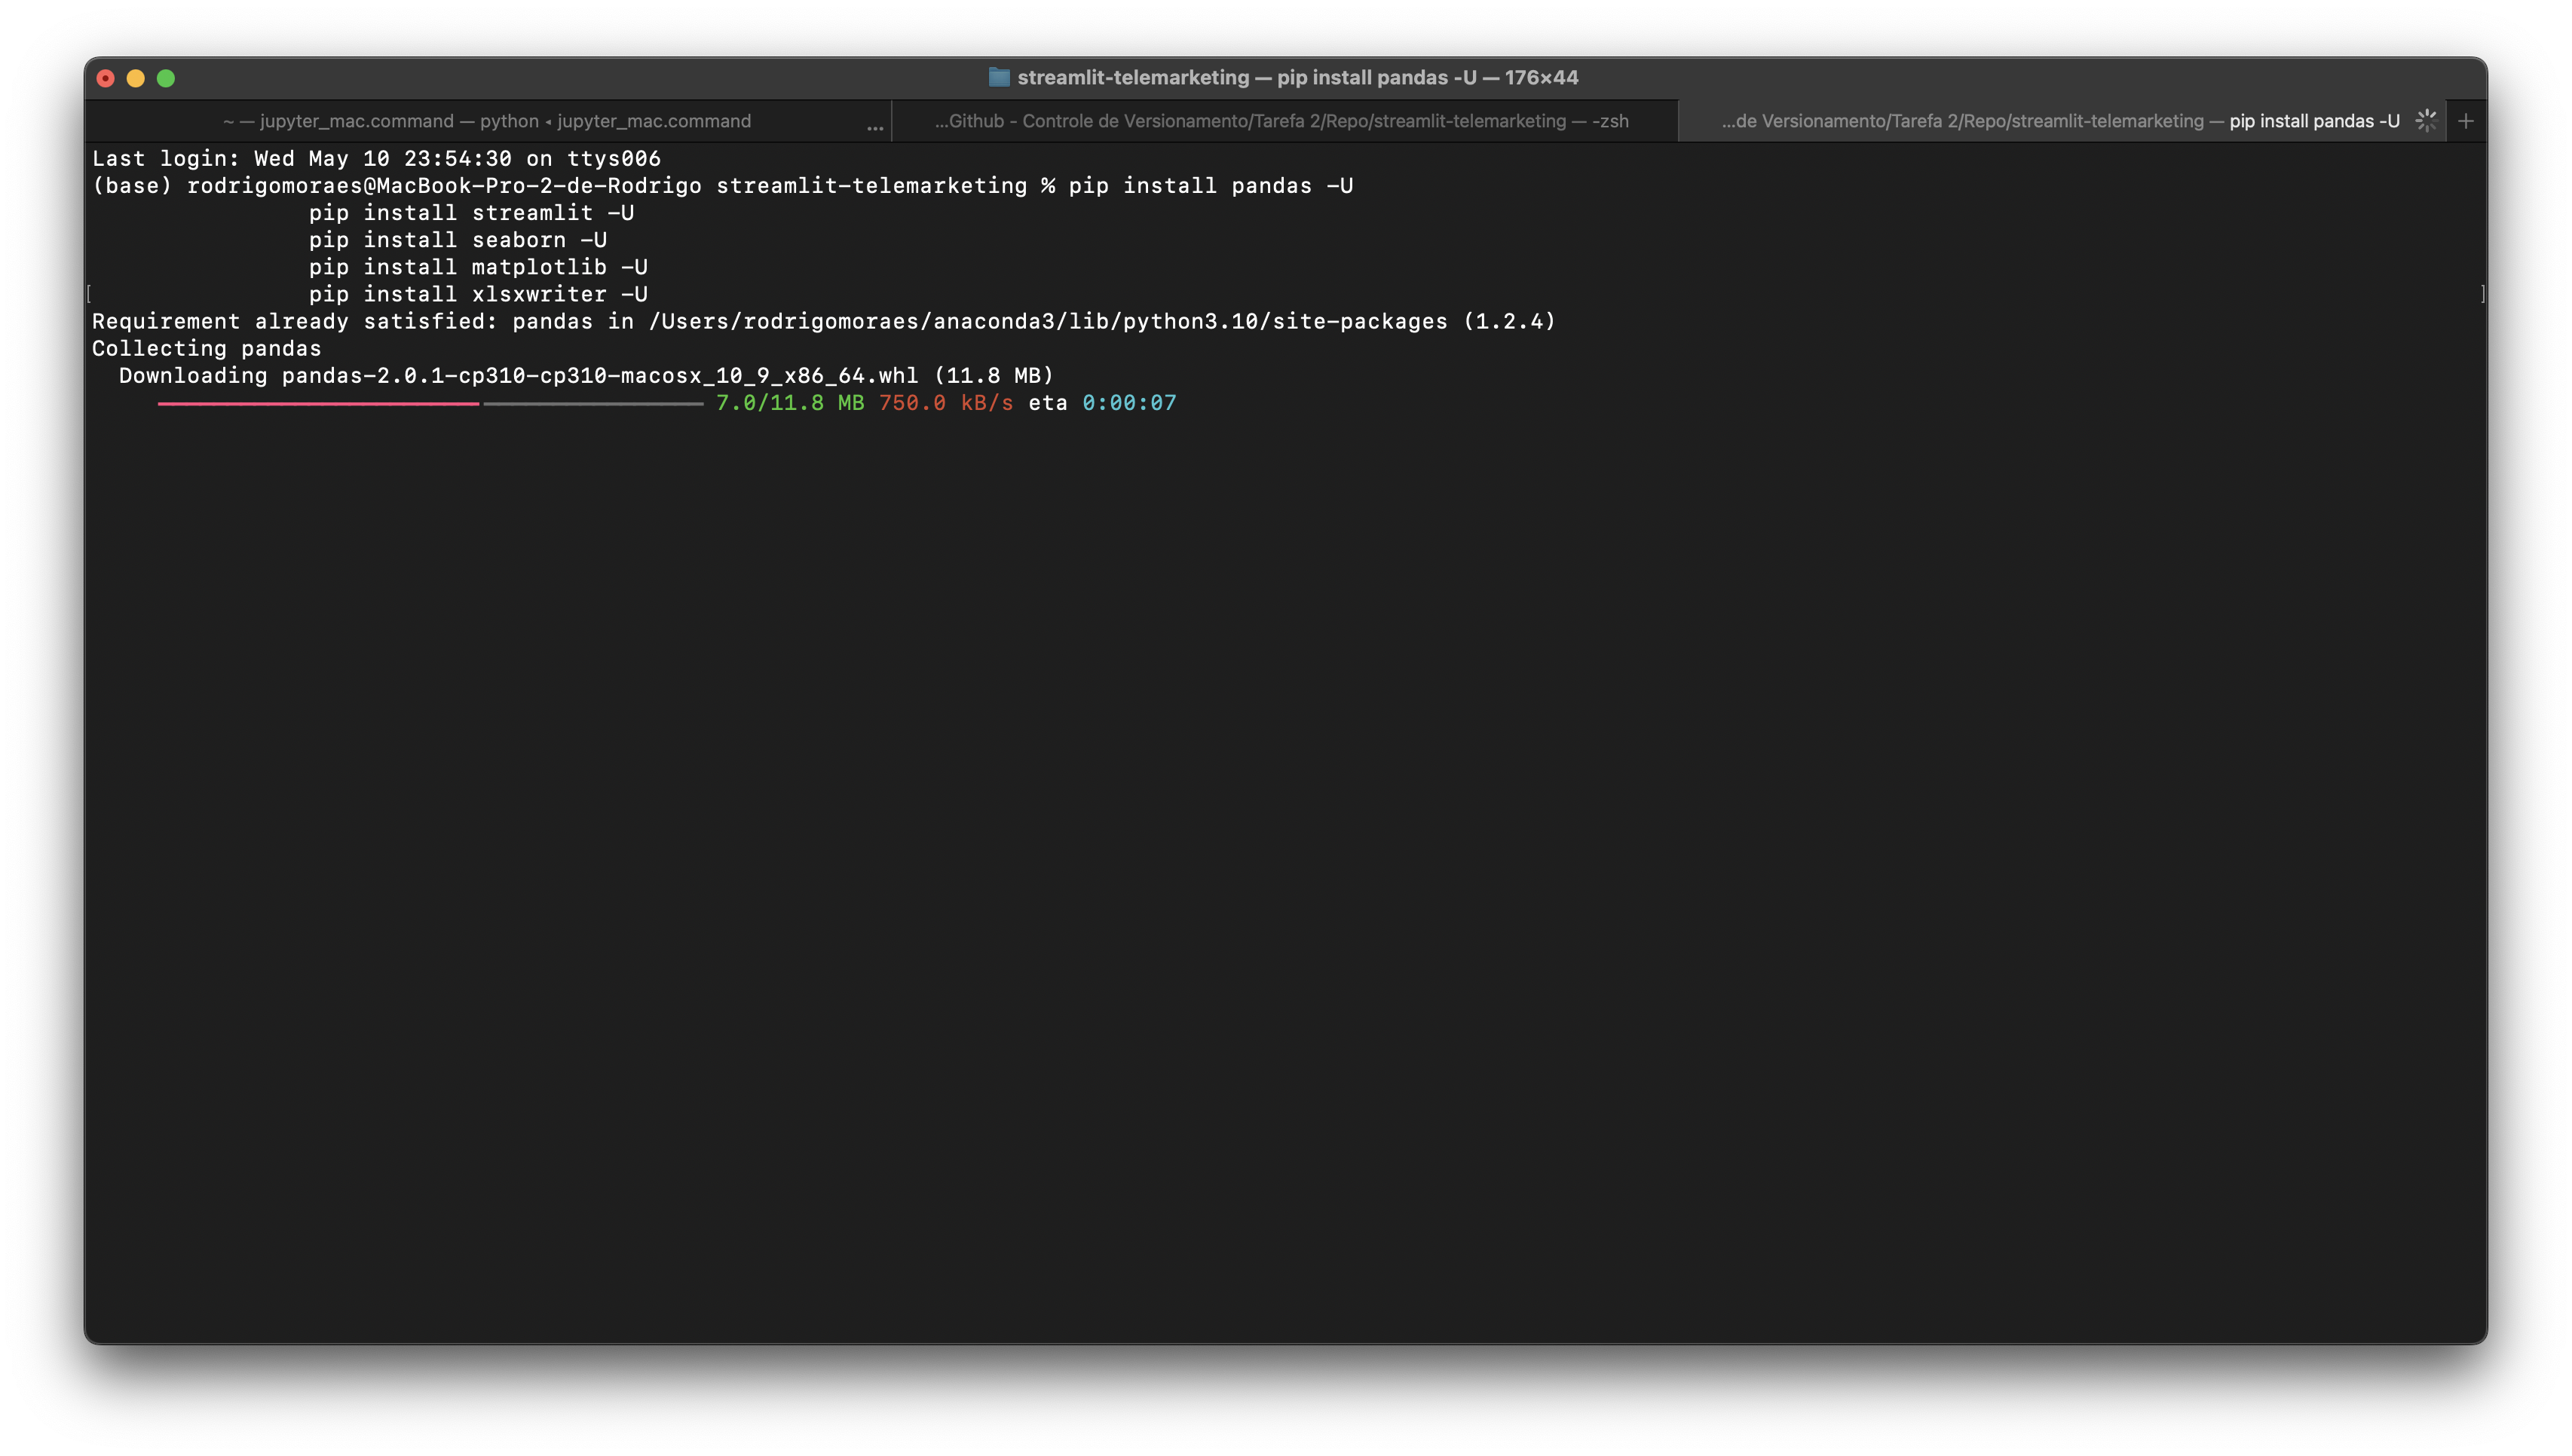 streamlit-telemarketing — pip install pandas -U — 176×44
~ — jupyter_mac.command — python ◂ jupyter_mac.command ...
...Github - Controle de Versionamento/Tarefa 2/Repo/streamlit-telemarketing — -zsh
...de Versionamento/Tarefa 2/Repo/streamlit-telemarketing — pip install pandas -U
+
Last login: Wed May 10 23:54:30 on ttys006
(base) rodrigomoraes@MacBook-Pro-2-de-Rodrigo streamlit-telemarketing % pip install pandas -U
pip install streamlit -U
pip install seaborn -U
pip install matplotlib -U
[ pip install xlsxwriter -U ]
Requirement already satisfied: pandas in /Users/rodrigomoraes/anaconda3/lib/python3.10/site-packages (1.2.4)
Collecting pandas
Downloading pandas-2.0.1-cp310-cp310-macosx_10_9_x86_64.whl (11.8 MB)
7.0/11.8 MB 750.0 kB/s eta 0:00:07